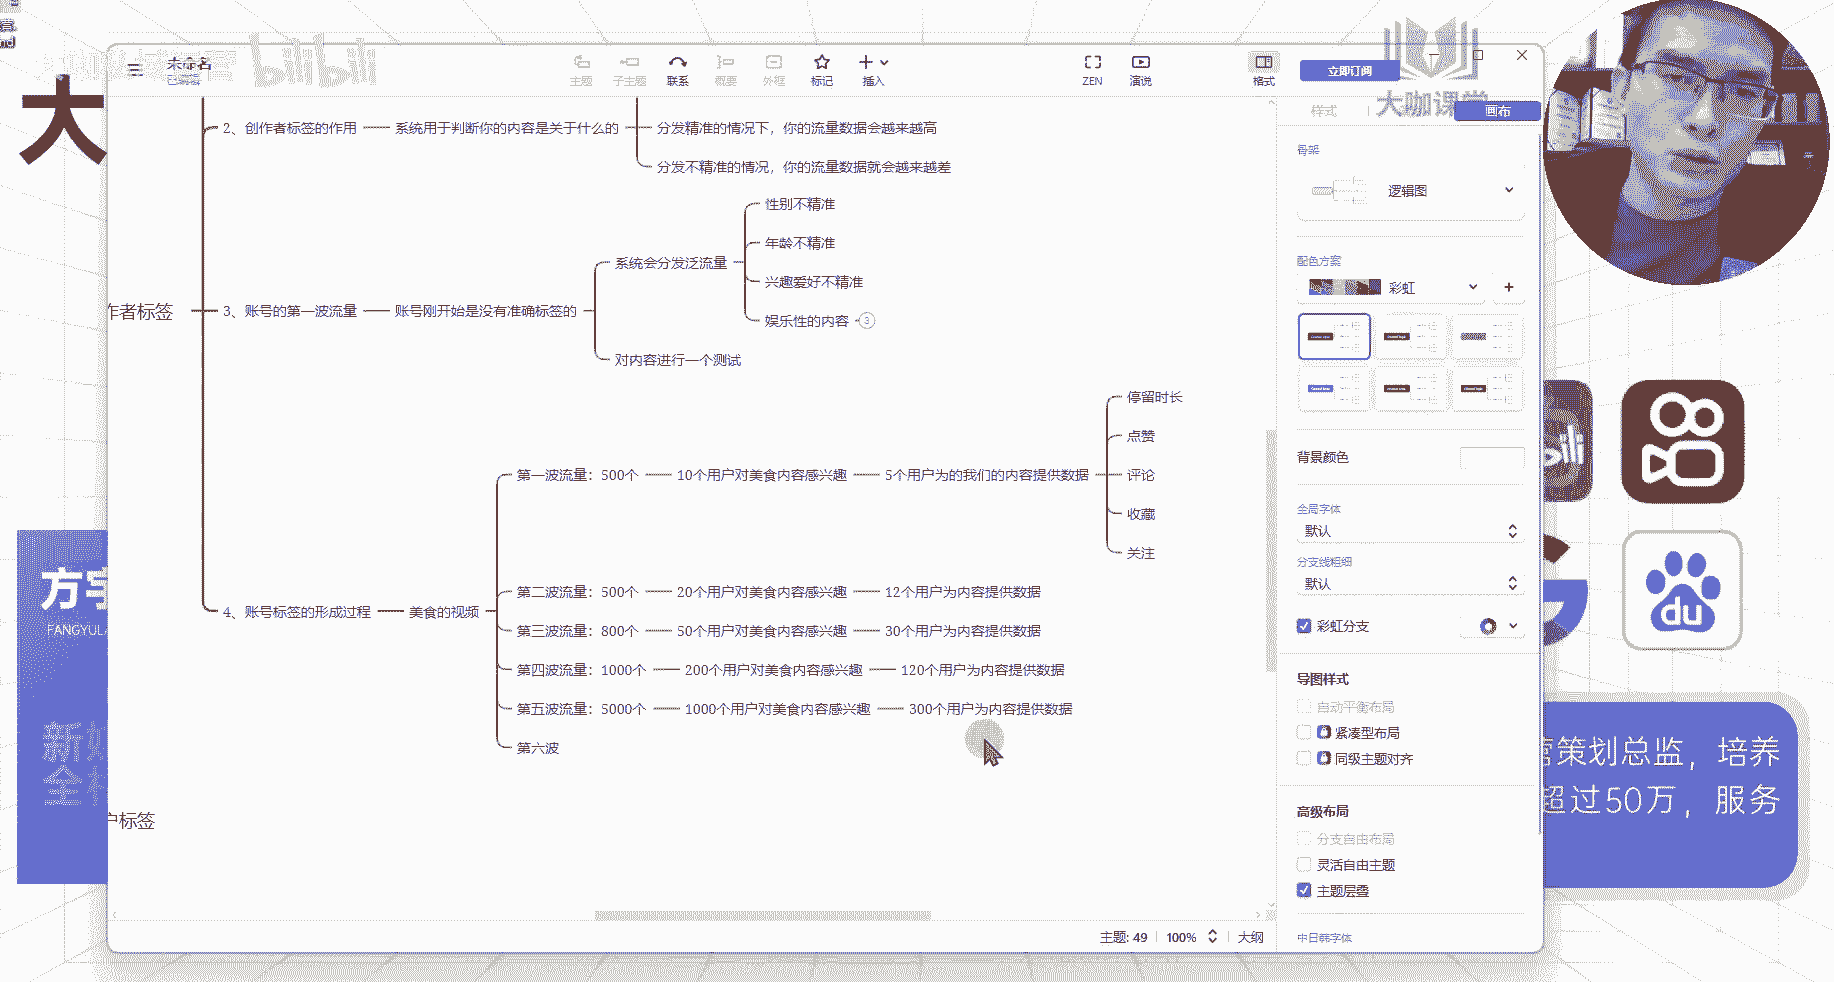 未命名
已编辑
bilibili
主题
子主题
联系
概要
外框
标记
插入
ZEN
演说
格式
立即订阅
大咖课堂
样式
画布
大
2、创作者标签的作用
系统用于判断你的内容是关于什么的
分发精准的情况下，你的流量数据会越来越高
分发不精准的情况，你的流量数据就会越来越差
作者标签
3、账号的第一波流量
账号刚开始是没有准确标签的
系统会分发泛流量
性别不精准
年龄不精准
兴趣爱好不精准
娱乐性的内容
3
对内容进行一个测试
4、账号标签的形成过程
美食的视频
第一波流量：500个
10个用户对美食内容感兴趣
5个用户为的我们的内容提供数据
停留时长
点赞
评论
收藏
关注
第二波流量：500个
20个用户对美食内容感兴趣
12个用户为内容提供数据
第三波流量：800个
50个用户对美食内容感兴趣
30个用户为内容提供数据
第四波流量：1000个
200个用户对美食内容感兴趣
120个用户为内容提供数据
第五波流量：5000个
1000个用户对美食内容感兴趣
300个用户为内容提供数据
第六波
户标签
骨架
逻辑图
配色方案
彩虹
背景颜色
全局字体
默认
分支线粗细
默认
彩虹分支
导图样式
自动平衡布局
紧凑型布局
同级主题对齐
高级布局
分支自由布局
灵活自由主题
主题层叠
中日韩字体
主题: 49
100%
大纲
方宇
FANGYUL
新媒
全栈
du
营策划总监，培养
超过50万，服务